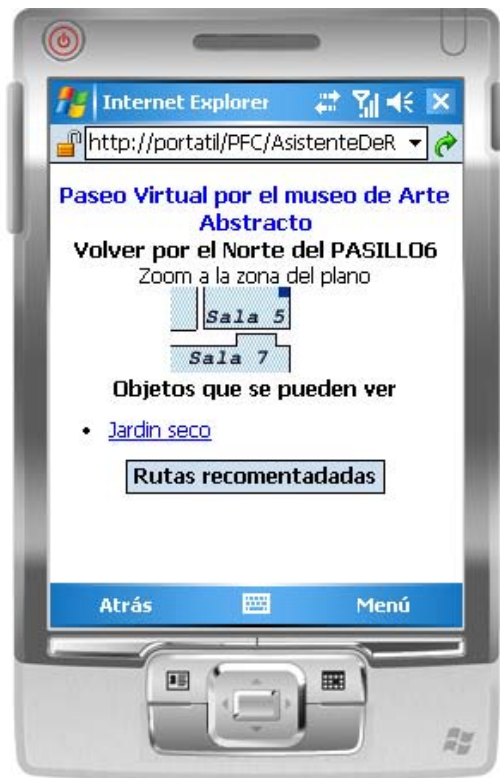 Internet Explorer
http://portatil/PFC/AsistenteDeR
Paseo Virtual por el museo de Arte
Abstracto
Volver por el Norte del PASILLO6
Zoom a la zona del plano
Sala 5
Sala 7
Objetos que se pueden ver
• Jardin seco
Rutas recomentadadas
Atrás Menú